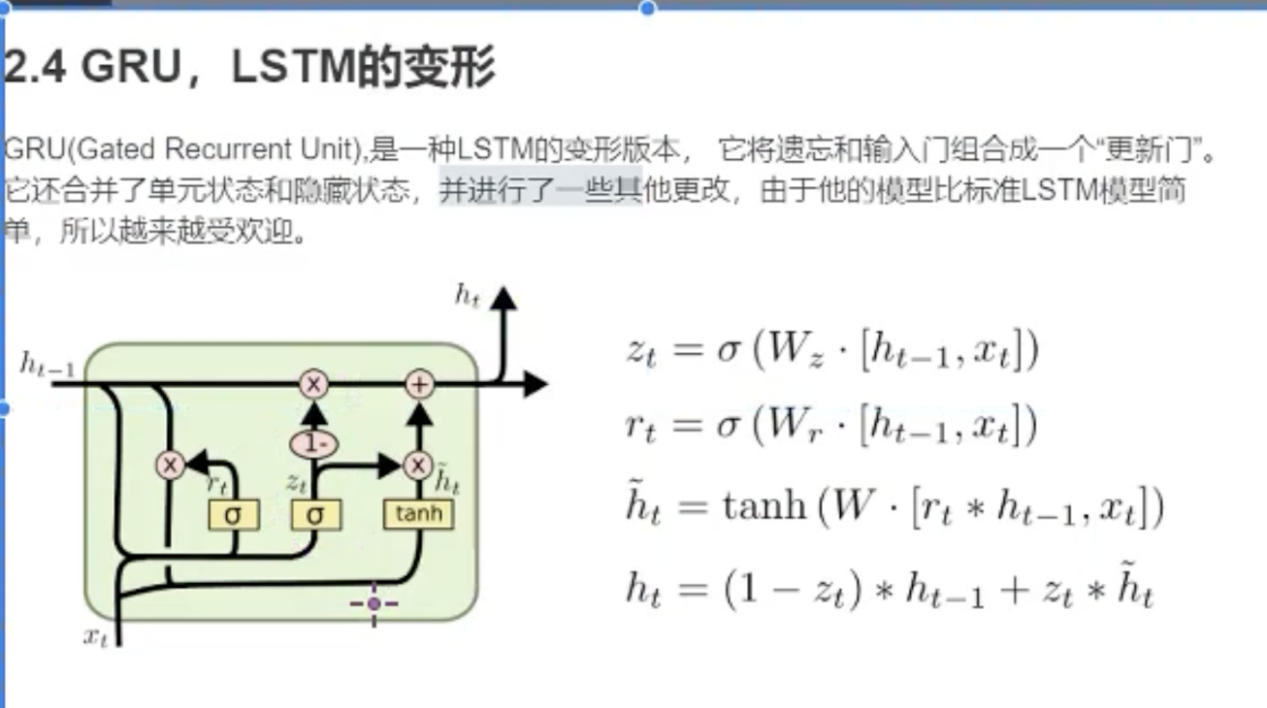 2.4 GRU，LSTM的变形
GRU(Gated Recurrent Unit),是一种LSTM的变形版本， 它将遗忘和输入门组合成一个“更新门”。
它还合并了单元状态和隐藏状态，并进行了一些其他更改，由于他的模型比标准LSTM模型简
单，所以越来越受欢迎。
h_t
h_{t-1}
x
+
1-
x
r_t
z_t
x
h̃_t
σ
σ
tanh
x_t
z_t = σ (W_z · [h_{t-1}, x_t])
r_t = σ (W_r · [h_{t-1}, x_t])
h̃_t = tanh (W · [r_t * h_{t-1}, x_t])
h_t = (1 − z_t) * h_{t-1} + z_t * h̃_t